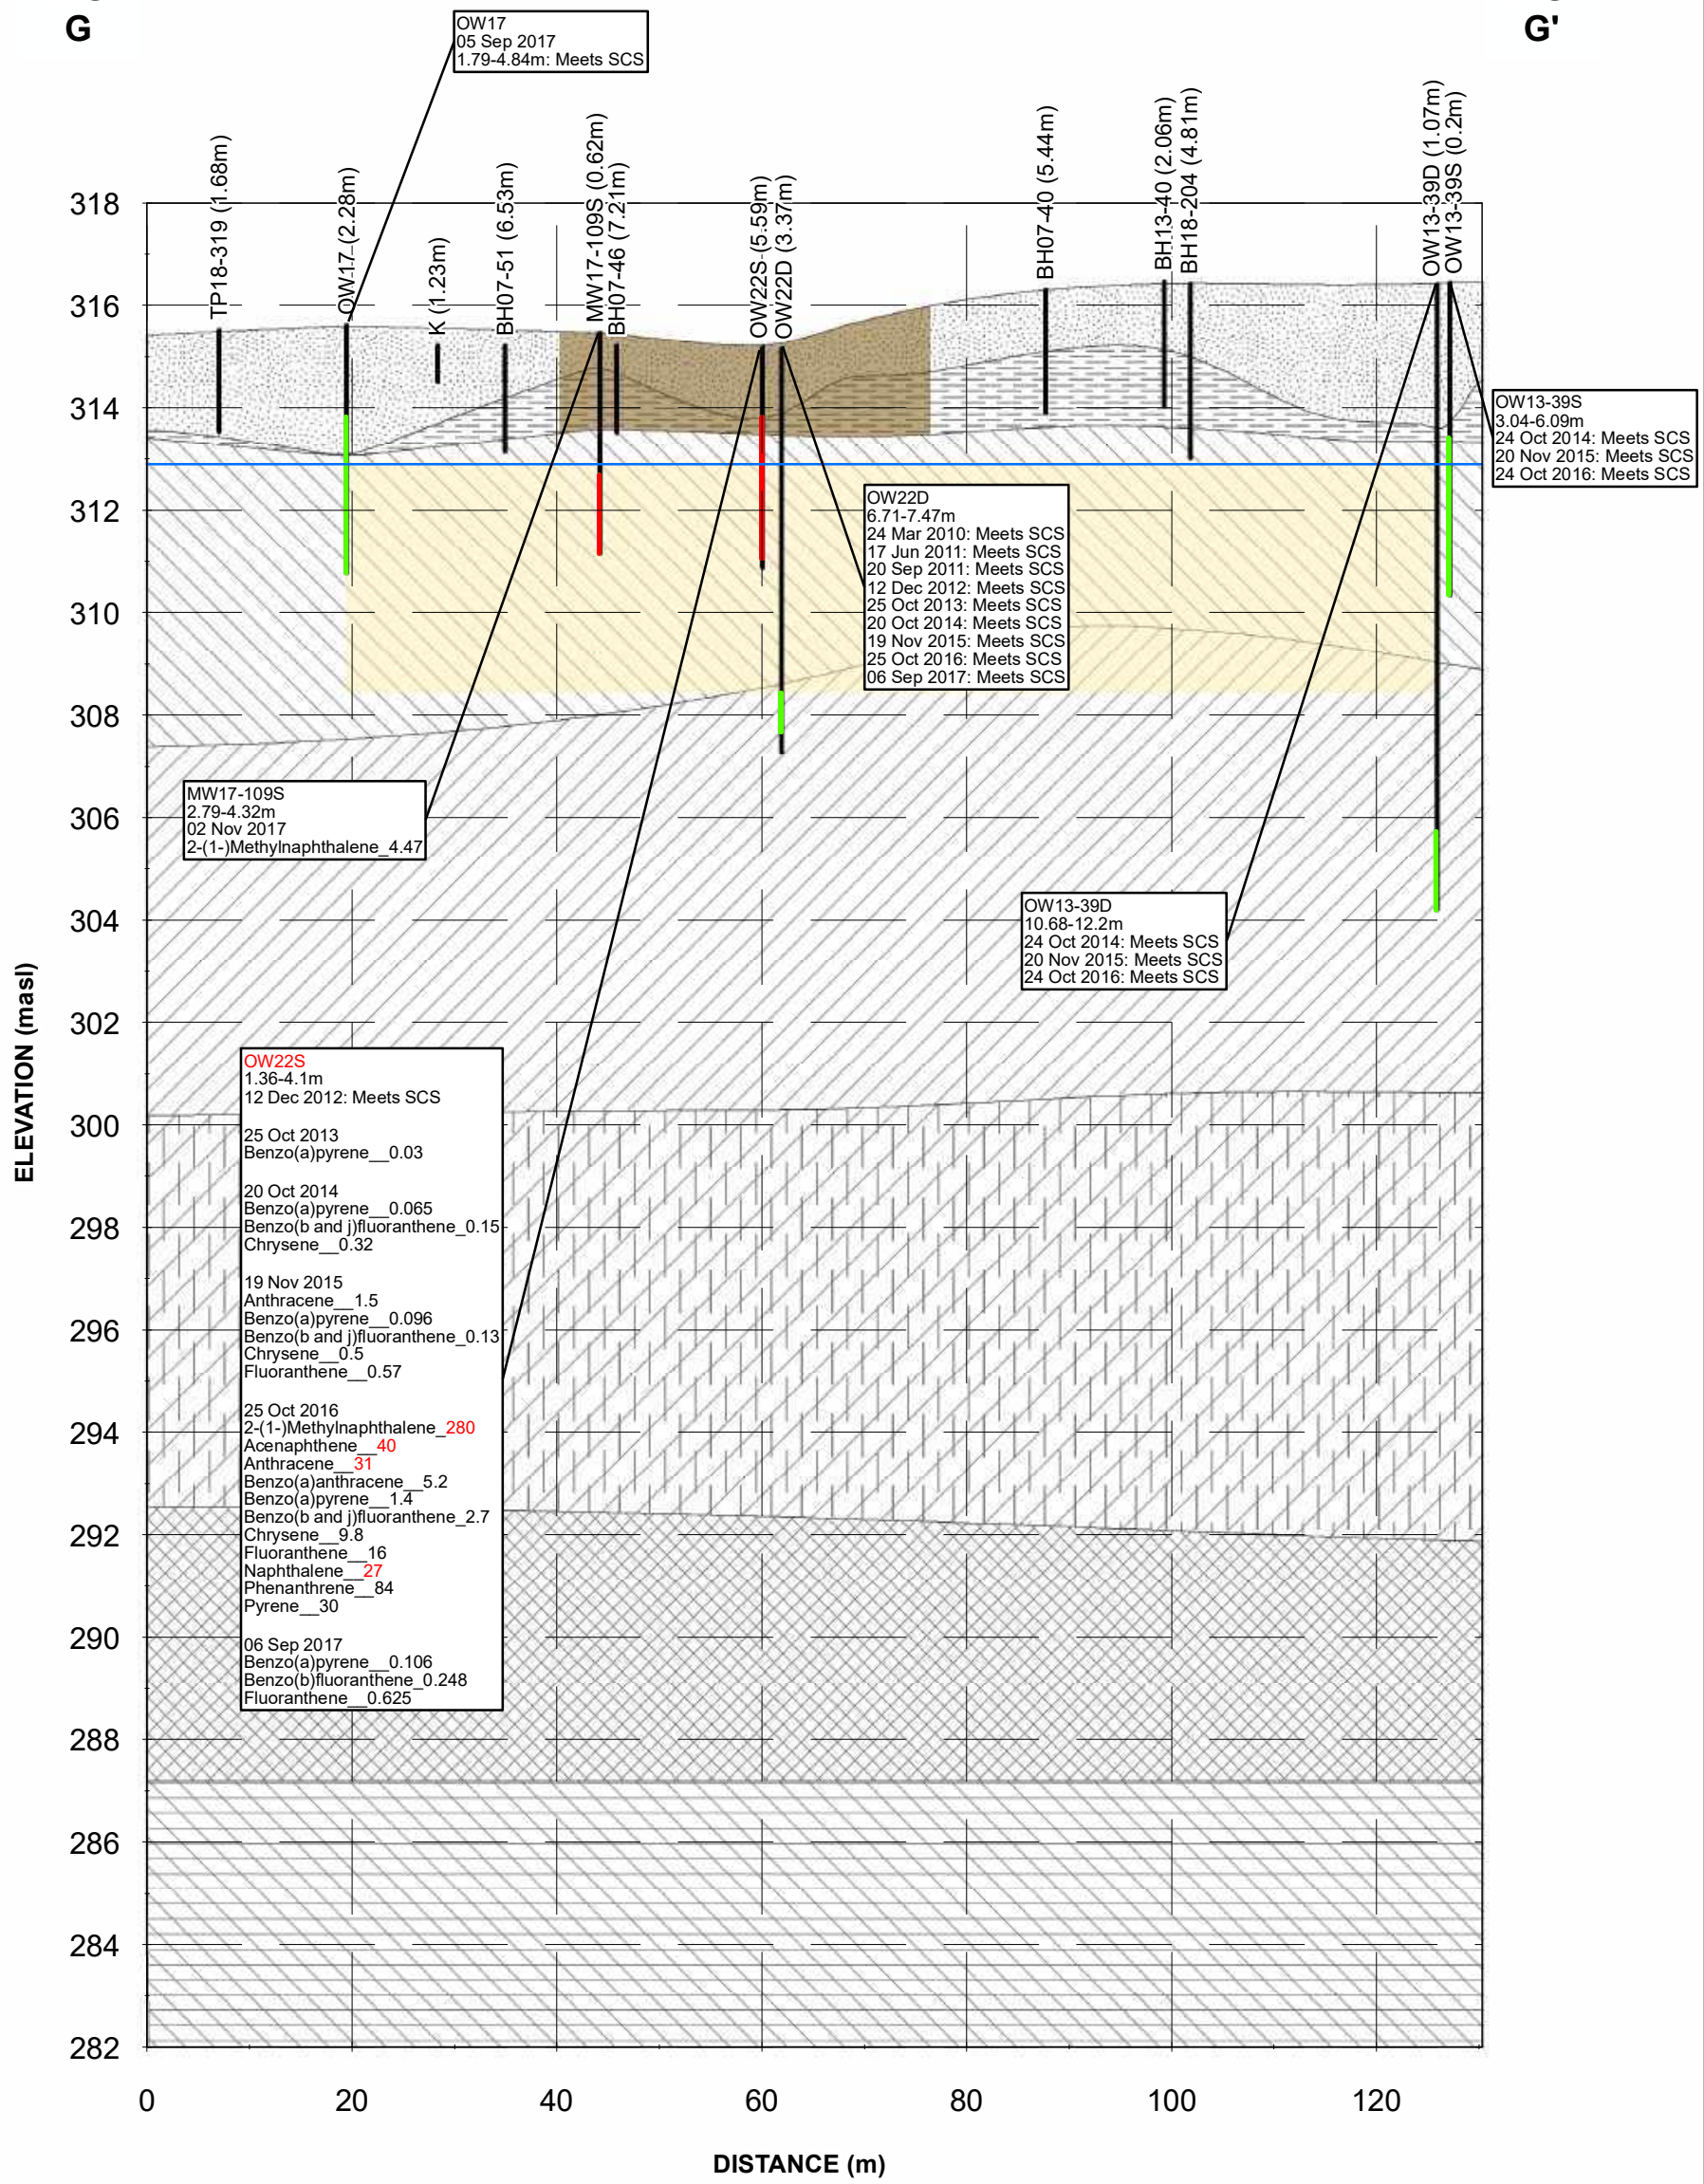 G
G'
OW17
05 Sep 2017
1.79-4.84m: Meets SCS
TP18-319 (1.68m)
OW17 (2.28m)
K (1.23m)
BH07-51 (6.53m)
MW17-109S (0.62m)
BH07-46 (7.21m)
OW22S (5.59m)
OW22D (3.37m)
BH07-40 (5.44m)
BH13-40 (2.06m)
BH18-204 (4.81m)
OW13-39D (1.07m)
OW13-39S (0.2m)
OW13-39S
3.04-6.09m
24 Oct 2014: Meets SCS
20 Nov 2015: Meets SCS
24 Oct 2016: Meets SCS
OW22D
6.71-7.47m
24 Mar 2010: Meets SCS
17 Jun 2011: Meets SCS
20 Sep 2011: Meets SCS
12 Dec 2012: Meets SCS
25 Oct 2013: Meets SCS
20 Oct 2014: Meets SCS
19 Nov 2015: Meets SCS
25 Oct 2016: Meets SCS
06 Sep 2017: Meets SCS
MW17-109S
2.79-4.32m
02 Nov 2017
2-(1-)Methylnaphthalene_4.47
OW13-39D
10.68-12.2m
24 Oct 2014: Meets SCS
20 Nov 2015: Meets SCS
24 Oct 2016: Meets SCS
OW22S
1.36-4.1m
12 Dec 2012: Meets SCS
25 Oct 2013
Benzo(a)pyrene__0.03
20 Oct 2014
Benzo(a)pyrene__0.065
Benzo(b and j)fluoranthene_0.15
Chrysene__0.32
19 Nov 2015
Anthracene__1.5
Benzo(a)pyrene__0.096
Benzo(b and j)fluoranthene_0.13
Chrysene__0.5
Fluoranthene__0.57
25 Oct 2016
2-(1-)Methylnaphthalene_280
Acenaphthene__40
Anthracene__31
Benzo(a)anthracene__5.2
Benzo(a)pyrene__1.4
Benzo(b and j)fluoranthene_2.7
Chrysene__9.8
Fluoranthene__16
Naphthalene__27
Phenanthrene__84
Pyrene__30
06 Sep 2017
Benzo(a)pyrene__0.106
Benzo(b)fluoranthene_0.248
Fluoranthene__0.625
ELEVATION (masl)
318
316
314
312
310
308
306
304
302
300
298
296
294
292
290
288
286
284
282
0
20
40
60
80
100
120
DISTANCE (m)